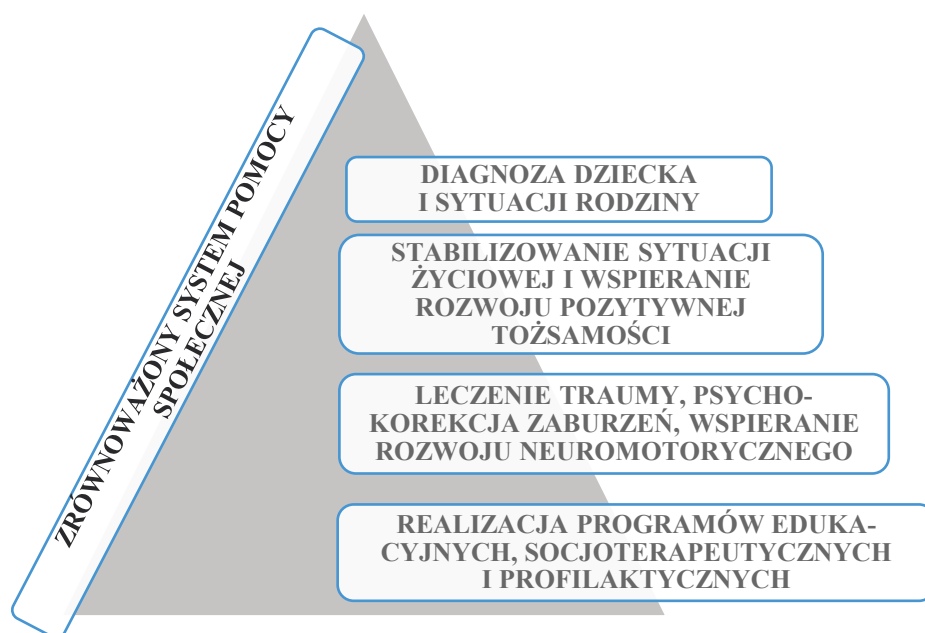 ZRÓWNOWAŻONY SYSTEM POMOCY
SPOŁECZNEJ
DIAGNOZA DZIECKA
I SYTUACJI RODZINY
STABILIZOWANIE SYTUACJI
ŻYCIOWEJ I WSPIERANIE
ROZWOJU POZYTYWNEJ
TOŻSAMOŚCI
LECZENIE TRAUMY, PSYCHO-
KOREKCJA ZABURZEŃ, WSPIERANIE
ROZWOJU NEUROMOTORYCZNEGO
REALIZACJA PROGRAMÓW EDUKA-
CYJNYCH, SOCJOTERAPEUTYCZNYCH
I PROFILAKTYCZNYCH